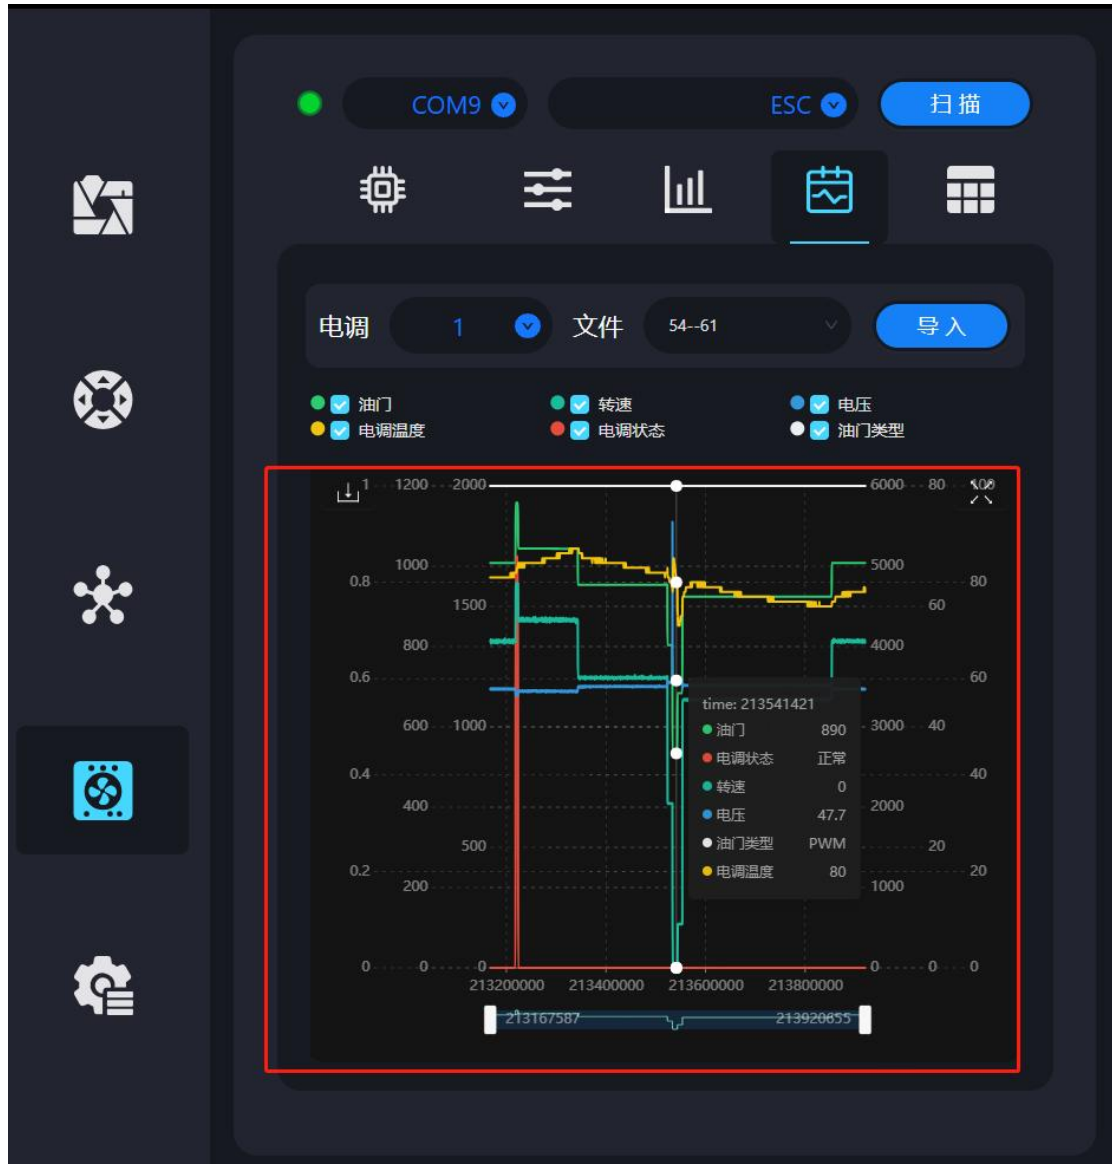 COM9 ESC 扫描
电调 1 文件 54--61 导入
油门 转速 电压
电调温度 电调状态 油门类型
1 1200 2000 6000 80 100
1000 5000
0.8 80
1500 60
800 4000
0.6 60
time: 213541421
600 1000 油门 890 3000 40
电调状态 正常
0.4 40
转速 0
400 2000
电压 47.7
500 油门类型 PWM 20
0.2 电调温度 80 20
200 1000
0 0 0 0 0 0
213200000 213400000 213600000 213800000
213167587 213920655